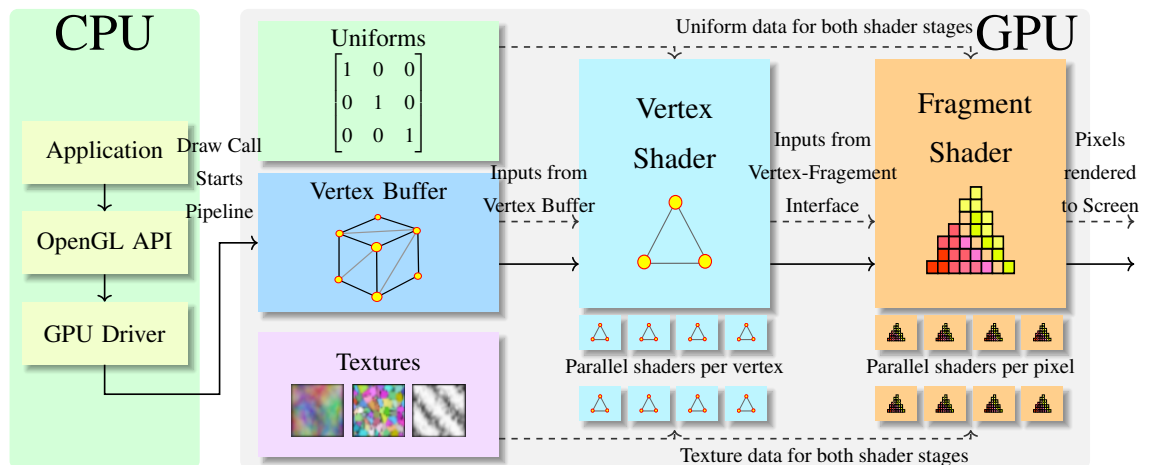 CPU
GPU
Uniform data for both shader stages
Uniforms
1 0 0
0 1 0
0 0 1
Application
OpenGL API
GPU Driver
Draw Call
Starts
Pipeline
Vertex Buffer
Textures
Inputs from
Vertex Buffer
Vertex
Shader
Inputs from
Vertex-Fragement
Interface
Fragment
Shader
Pixels
rendered
to Screen
Parallel shaders per vertex
Parallel shaders per pixel
Texture data for both shader stages